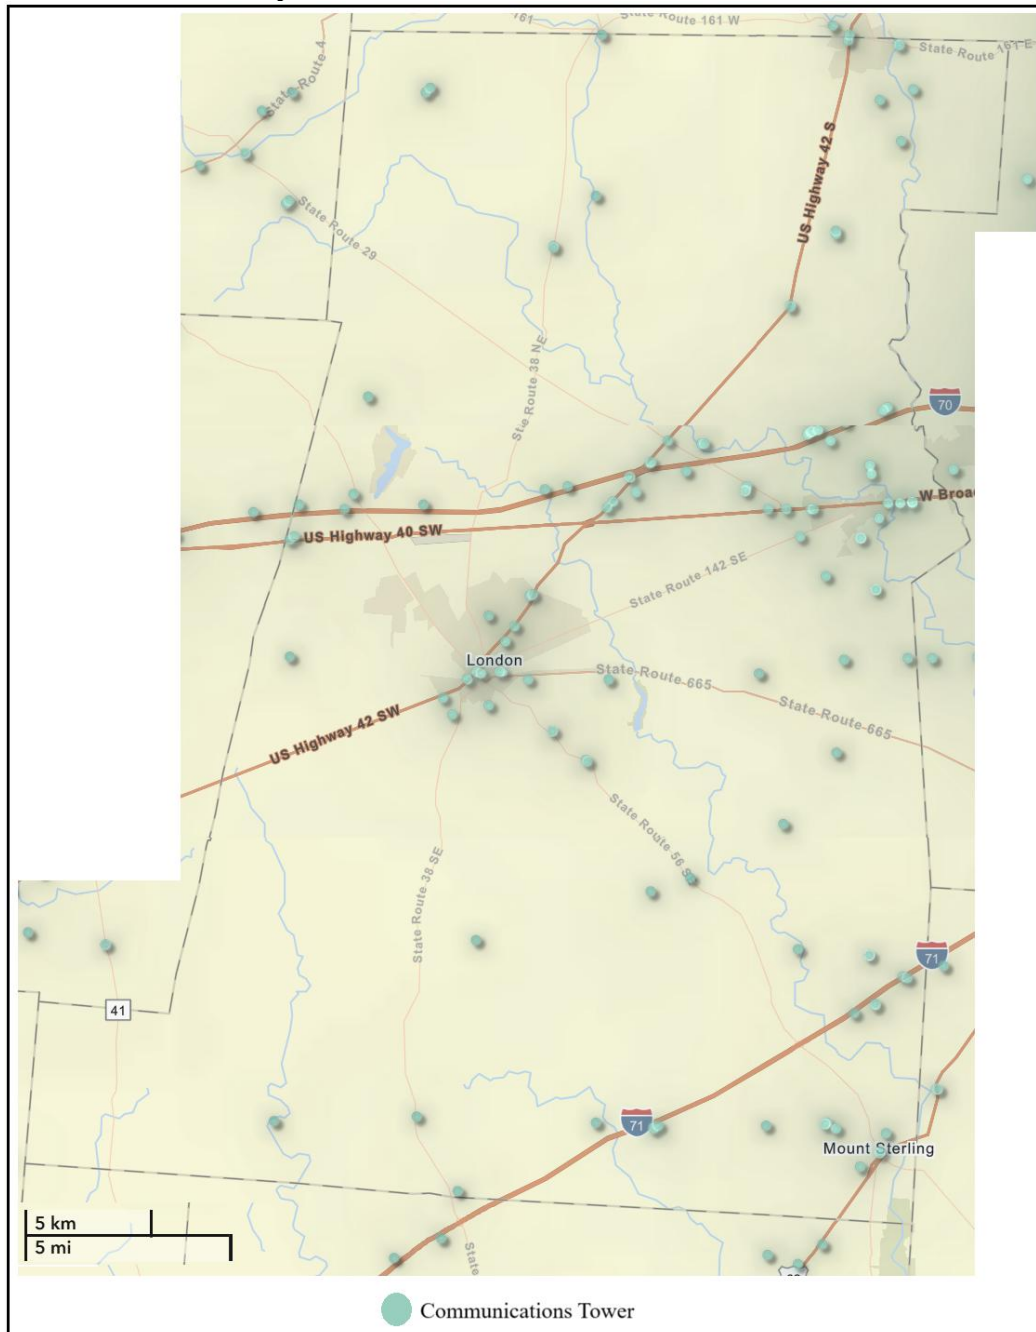 161
State Route 161 W
State Route 161 E
State Route 4
US Highway 42 S
State Route 29
State Route 38 NE
70
W Broad
US Highway 40 SW
State Route 142 SE
London
State Route 665
State Route 665
US Highway 42 SW
State Route 56 S
State Route 38 SE
71
41
71
Mount Sterling
5 km
5 mi
State
Communications Tower